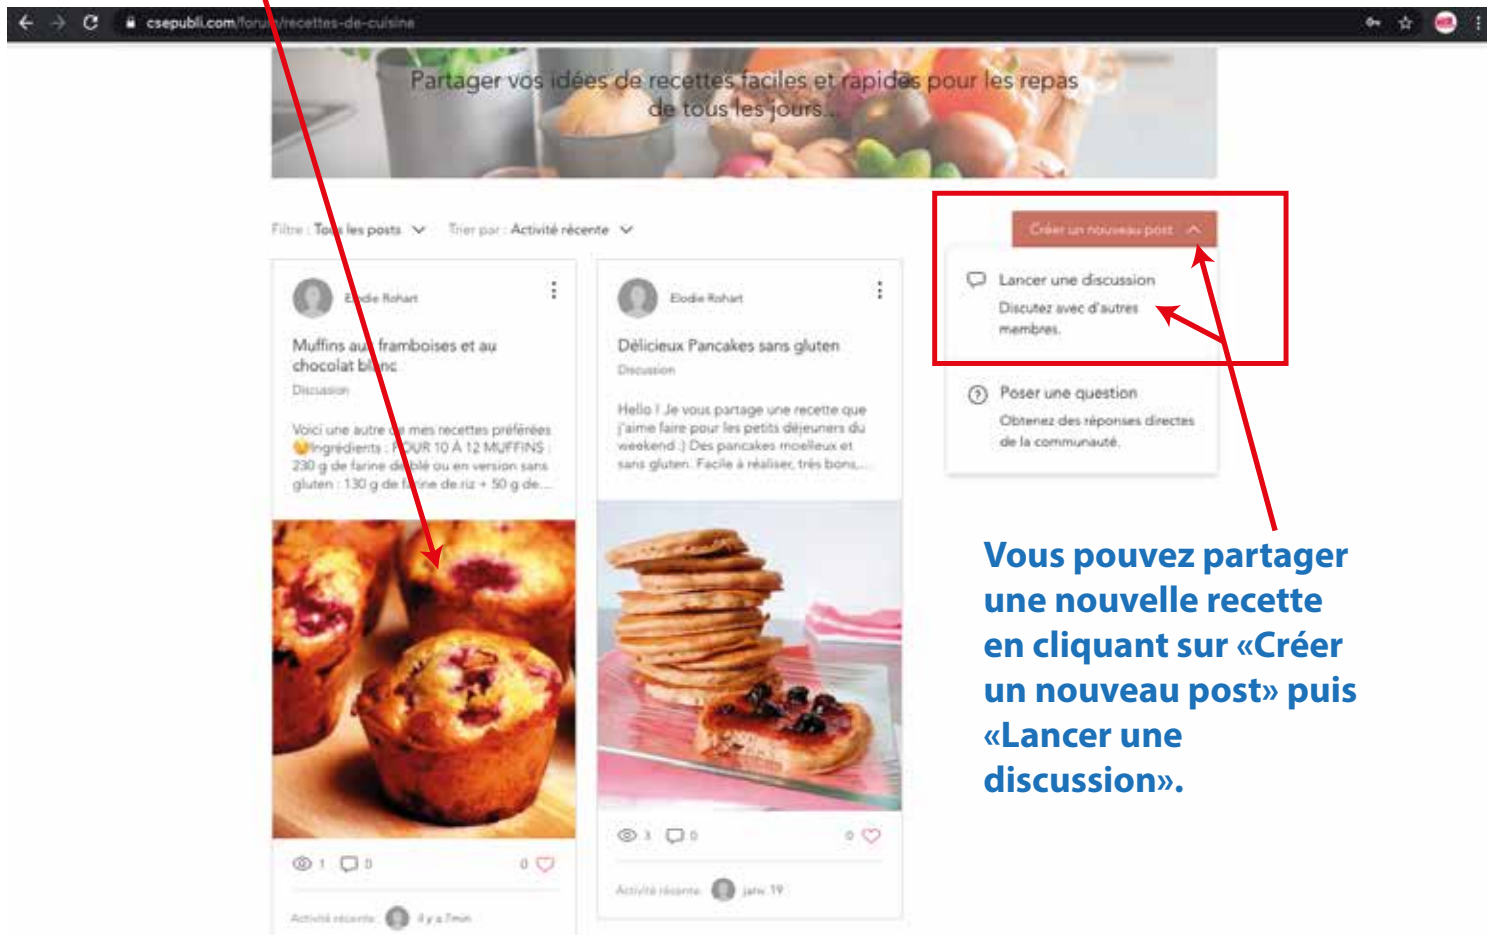 csepubli.com/forum/recettes-de-cuisine
Partager vos idées de recettes faciles et rapides pour les repas
de tous les jours...
Filtre : Tous les posts Trier par : Activité récente
Créer un nouveau post
Lancer une discussion
Discutez avec d'autres
membres.
Poser une question
Obtenez des réponses directes
de la communauté.
Elodie Rohart
Muffins aux framboises et au
chocolat blanc
Discussion
Voici une autre de mes recettes préférées
Ingrédients : POUR 10 À 12 MUFFINS :
230 g de farine de blé ou en version sans
gluten : 130 g de farine de riz + 50 g de...
1 0 0
Activité récente il y a 7min
Elodie Rohart
Délicieux Pancakes sans gluten
Discussion
Hello ! Je vous partage une recette que
j'aime faire pour les petits déjeuners du
weekend :) Des pancakes moelleux et
sans gluten. Facile à réaliser, très bons,...
3 0 0
Activité récente janv. 19
Vous pouvez partager
une nouvelle recette
en cliquant sur «Créer
un nouveau post» puis
«Lancer une
discussion».